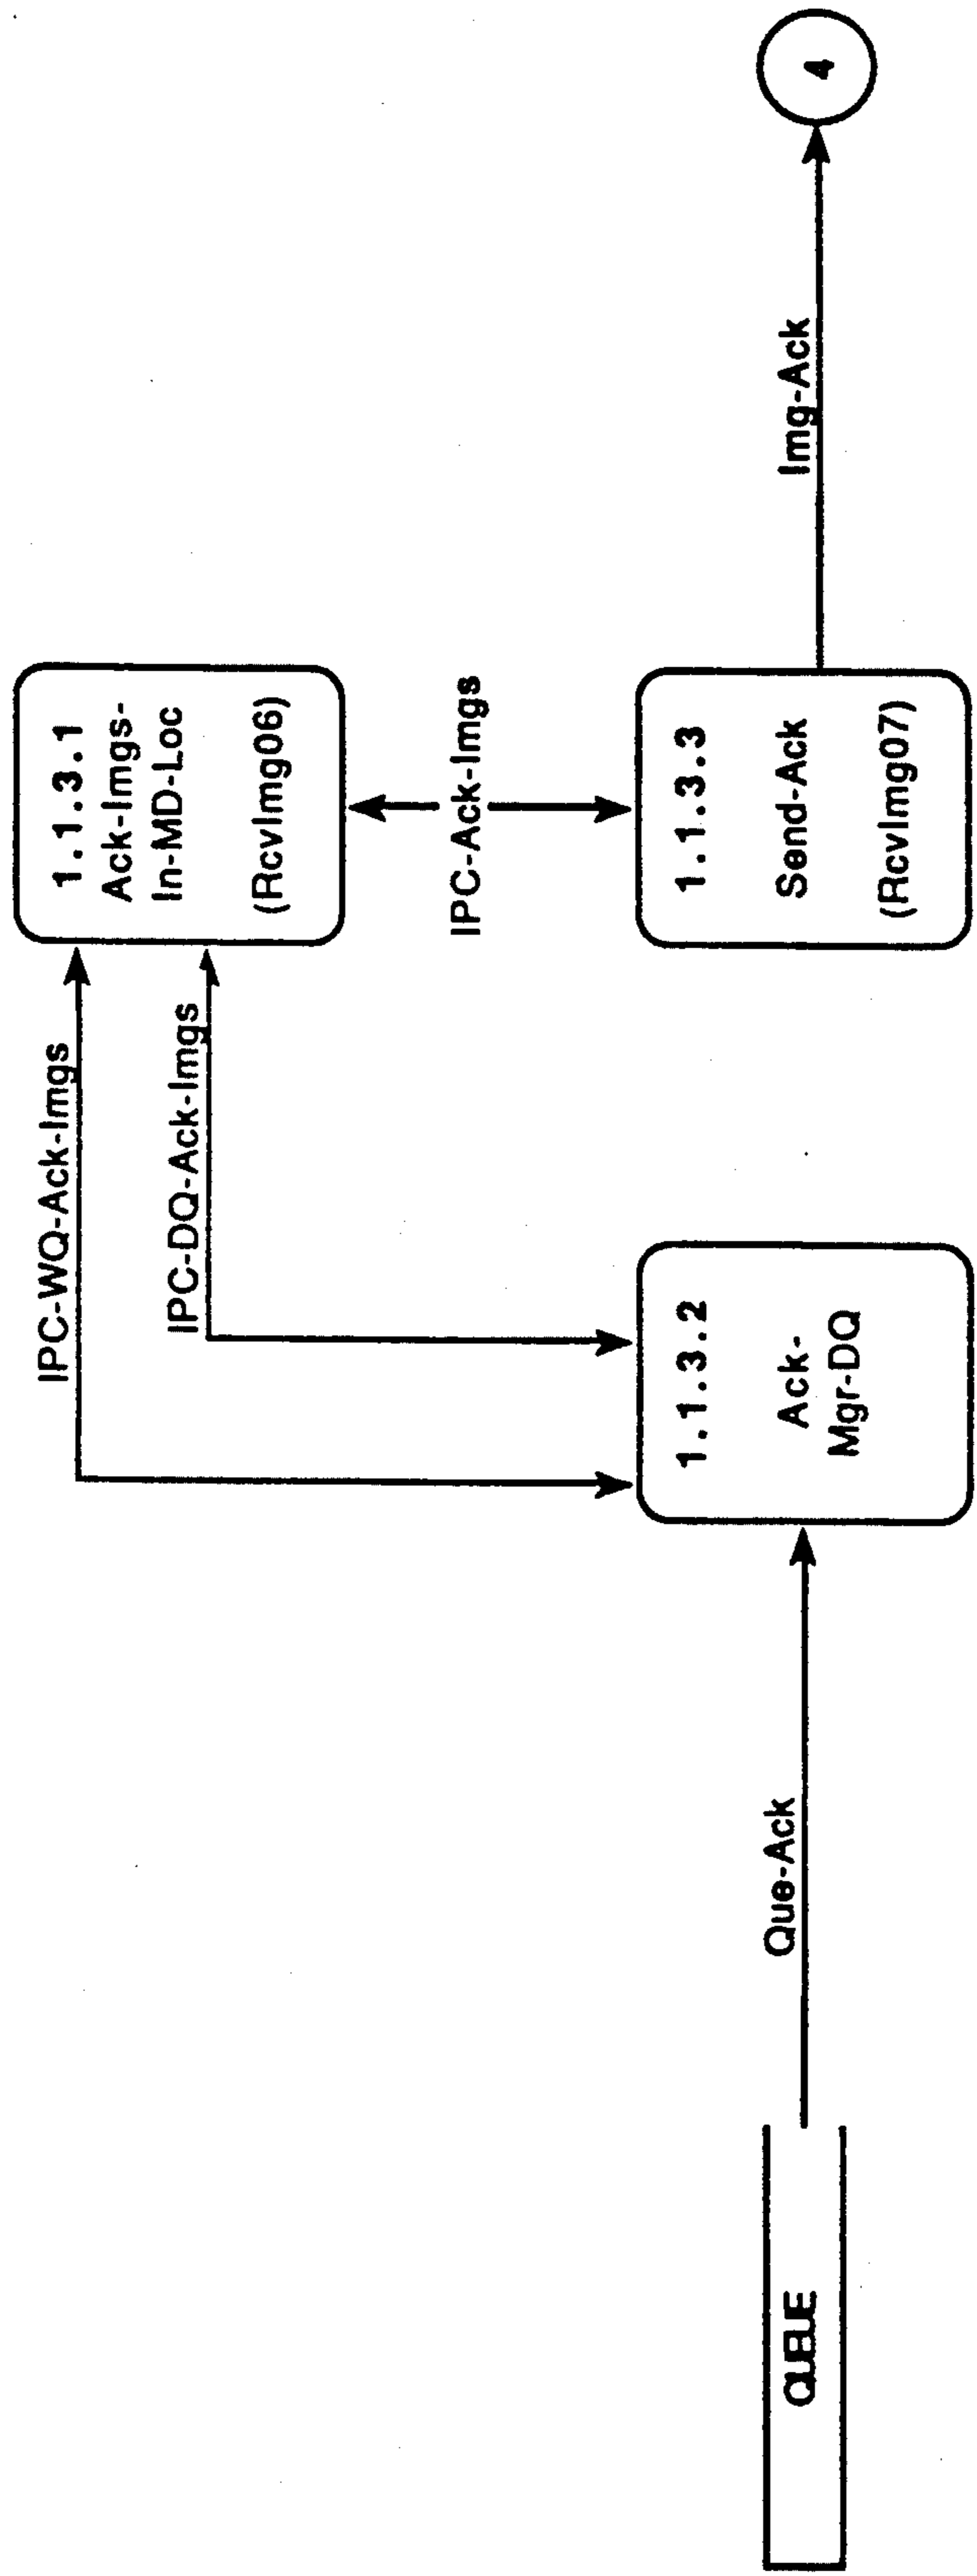 IPC-WQ-Ack-Imgs
1.1.3.1
Ack-Imgs-
In-MD-Loc
(RcvImg06)
IPC-DQ-Ack-Imgs
IPC-Ack-Imgs
QUEUE
Que-Ack
1.1.3.2
Ack-
Mgr-DQ
1.1.3.3
Send-Ack
(RcvImg07)
Img-Ack
4